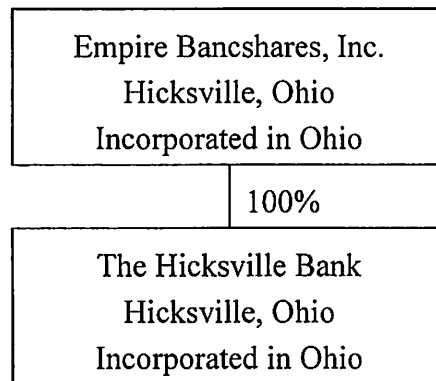 Empire Bancshares, Inc.
Hicksville, Ohio
Incorporated in Ohio
100%
The Hicksville Bank
Hicksville, Ohio
Incorporated in Ohio